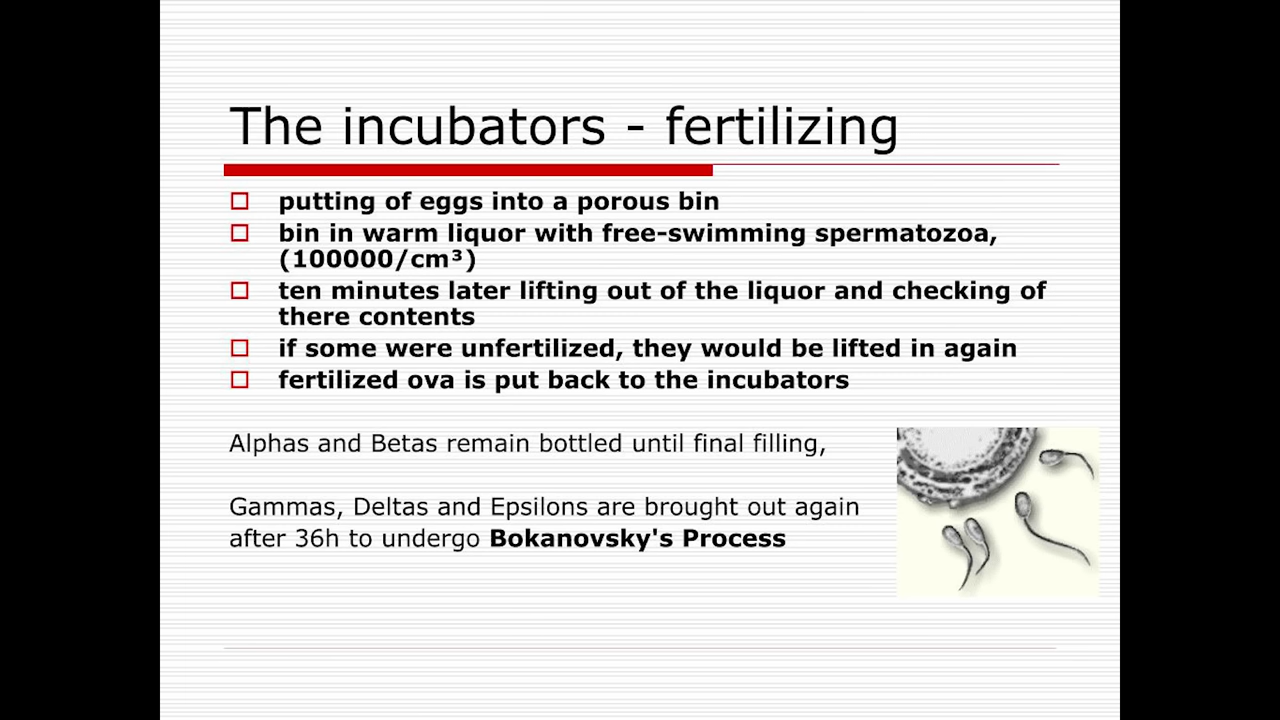 The incubators - fertilizing
putting of eggs into a porous bin
bin in warm liquor with free-swimming spermatozoa,
(100000/cm³)
ten minutes later lifting out of the liquor and checking of
there contents
if some were unfertilized, they would be lifted in again
fertilized ova is put back to the incubators
Alphas and Betas remain bottled until final filling,
Gammas, Deltas and Epsilons are brought out again
after 36h to undergo Bokanovsky's Process